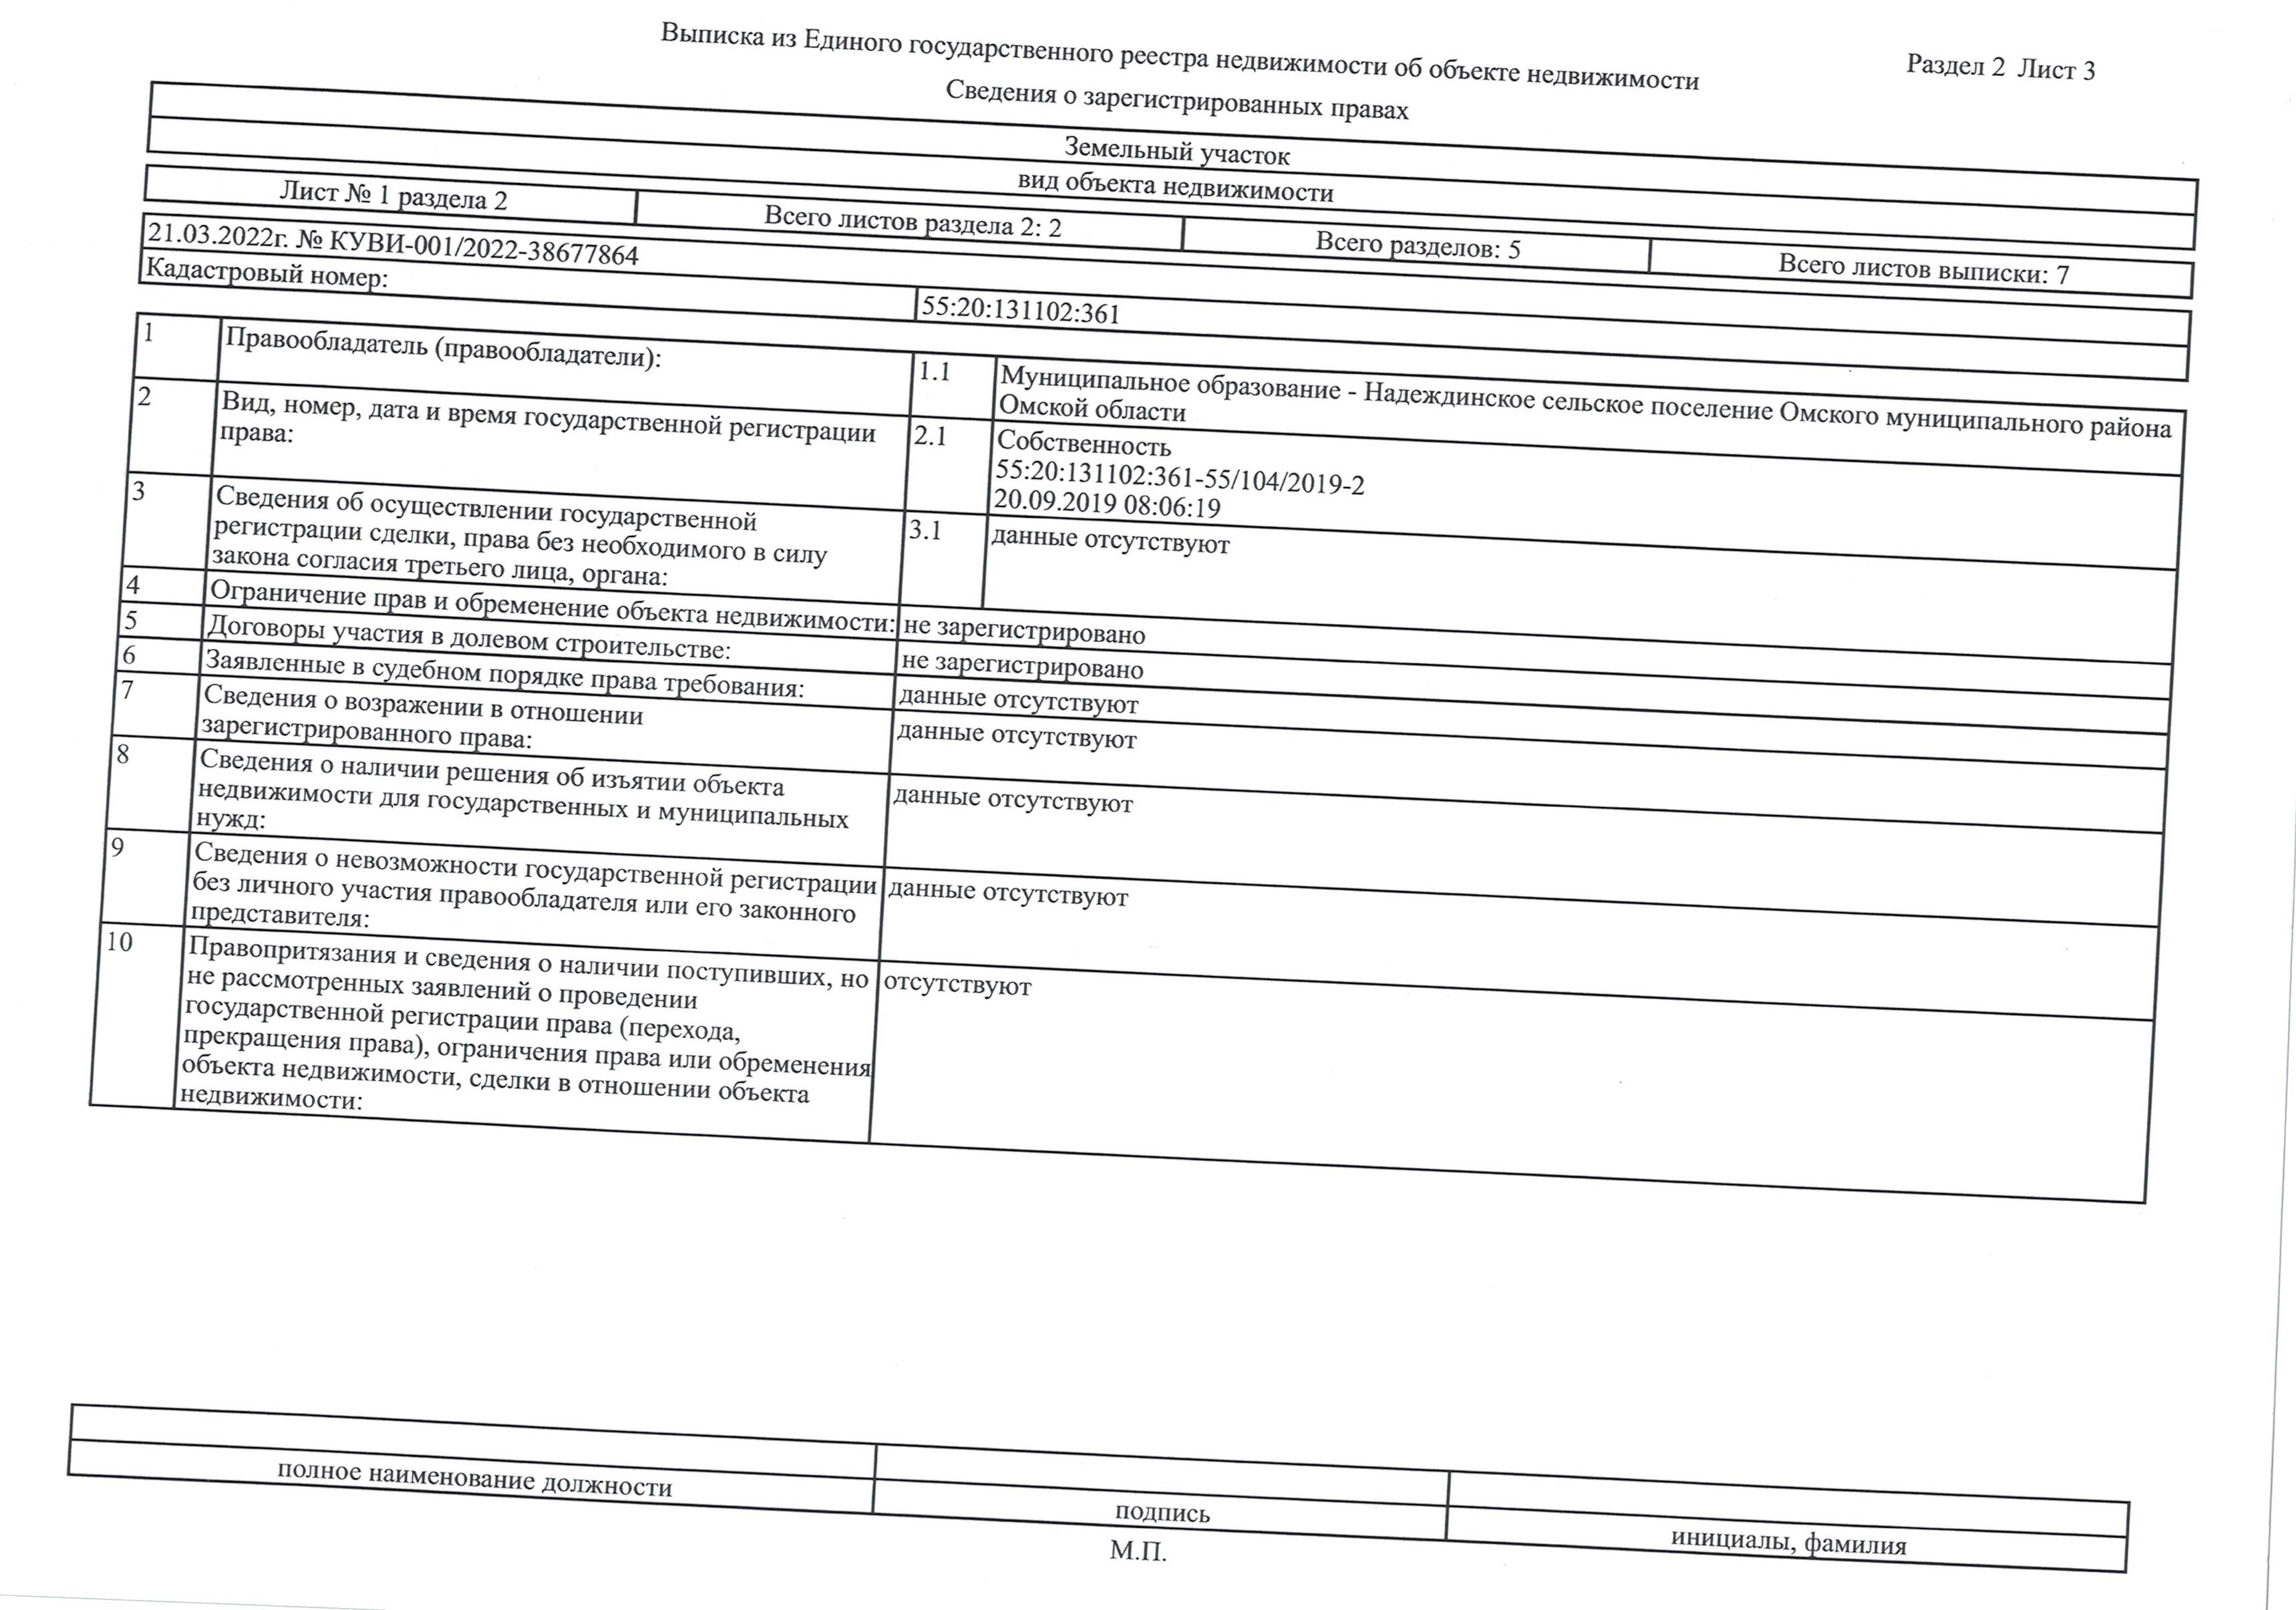 Выписка из Единого государственного реестра недвижимости об объекте недвижимости
Раздел 2 Лист 3
Сведения о зарегистрированных правах
Земельный участок
вид объекта недвижимости
Лист № 1 раздела 2
Всего листов раздела 2: 2
Всего разделов: 5
Всего листов выписки: 7
21.03.2022г. № КУВИ-001/2022-38677864
Кадастровый номер:
55:20:131102:361
1
Правообладатель (правообладатели):
1.1
Муниципальное образование - Надеждинское сельское поселение Омского муниципального района
Омской области
2
Вид, номер, дата и время государственной регистрации
права:
2.1
Собственность
55:20:131102:361-55/104/2019-2
20.09.2019 08:06:19
3
Сведения об осуществлении государственной
регистрации сделки, права без необходимого в силу
закона согласия третьего лица, органа:
3.1
данные отсутствуют
4
Ограничение прав и обременение объекта недвижимости:
не зарегистрировано
5
Договоры участия в долевом строительстве:
не зарегистрировано
6
Заявленные в судебном порядке права требования:
данные отсутствуют
7
Сведения о возражении в отношении
зарегистрированного права:
данные отсутствуют
8
Сведения о наличии решения об изъятии объекта
недвижимости для государственных и муниципальных
нужд:
данные отсутствуют
9
Сведения о невозможности государственной регистрации
без личного участия правообладателя или его законного
представителя:
данные отсутствуют
10
Правопритязания и сведения о наличии поступивших, но
не рассмотренных заявлений о проведении
государственной регистрации права (перехода,
прекращения права), ограничения права или обременения
объекта недвижимости, сделки в отношении объекта
недвижимости:
отсутствуют
полное наименование должности
подпись
инициалы, фамилия
М.П.